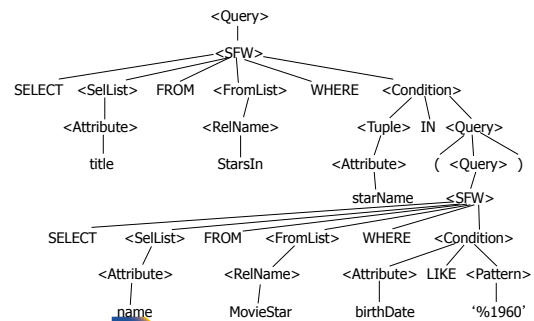 <Query>
<SFW>
SELECT <SelList> FROM <FromList> WHERE <Condition>
<Attribute> <RelName> <Tuple> IN <Query>
title StarsIn <Attribute> ( <Query> )
starName <SFW>
SELECT <SelList> FROM <FromList> WHERE <Condition>
<Attribute> <RelName> <Attribute> LIKE <Pattern>
name MovieStar birthDate ‘%1960’